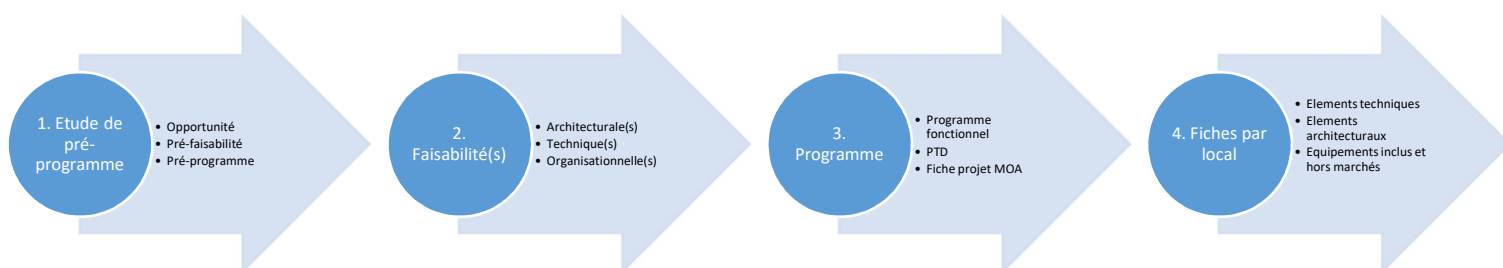 1. Etude de
pré-
programme
• Opportunité
• Pré-faisabilité
• Pré-programme
2.
Faisabilité(s)
• Architecturale(s)
• Technique(s)
• Organisationnelle(s)
3.
Programme
• Programme
fonctionnel
• PTD
• Fiche projet MOA
4. Fiches par
local
• Elements techniques
• Elements
architecturaux
• Equipements inclus et
hors marchés